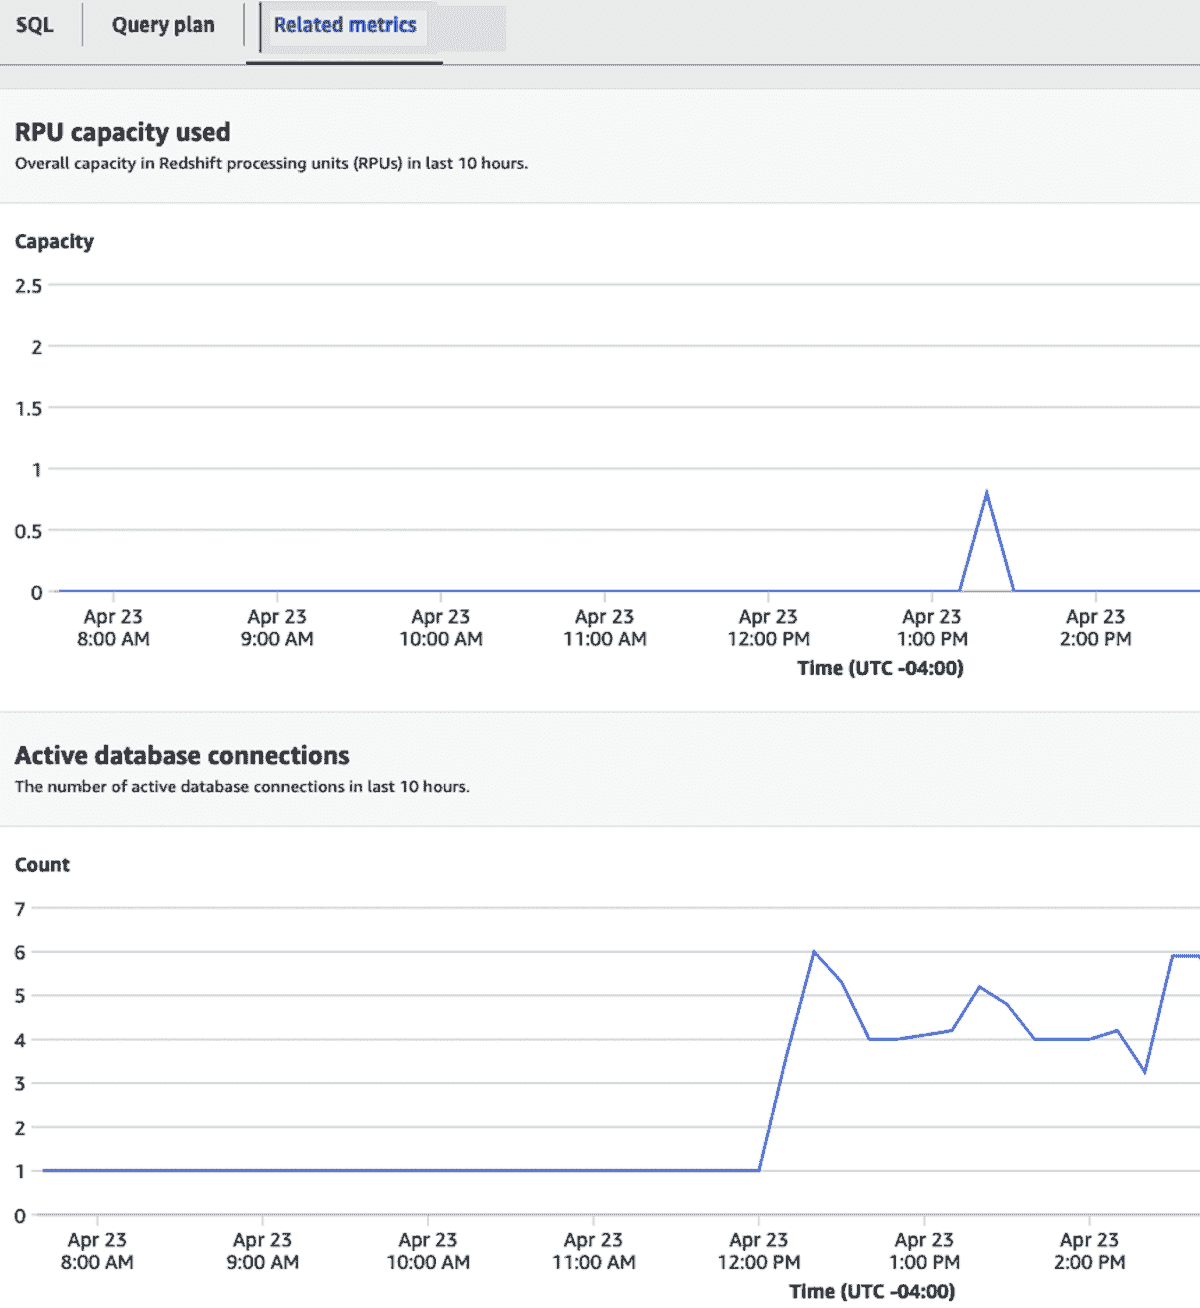 SQL Query plan Related metrics
RPU capacity used
Overall capacity in Redshift processing units (RPUs) in last 10 hours.
Capacity
2.5
2
1.5
1
0.5
0
Apr 23 Apr 23 Apr 23 Apr 23 Apr 23 Apr 23 Apr 23
8:00 AM 9:00 AM 10:00 AM 11:00 AM 12:00 PM 1:00 PM 2:00 PM
Time (UTC -04:00)
Active database connections
The number of active database connections in last 10 hours.
Count
7
6
5
4
3
2
1
0
Apr 23 Apr 23 Apr 23 Apr 23 Apr 23 Apr 23 Apr 23
8:00 AM 9:00 AM 10:00 AM 11:00 AM 12:00 PM 1:00 PM 2:00 PM
Time (UTC -04:00)